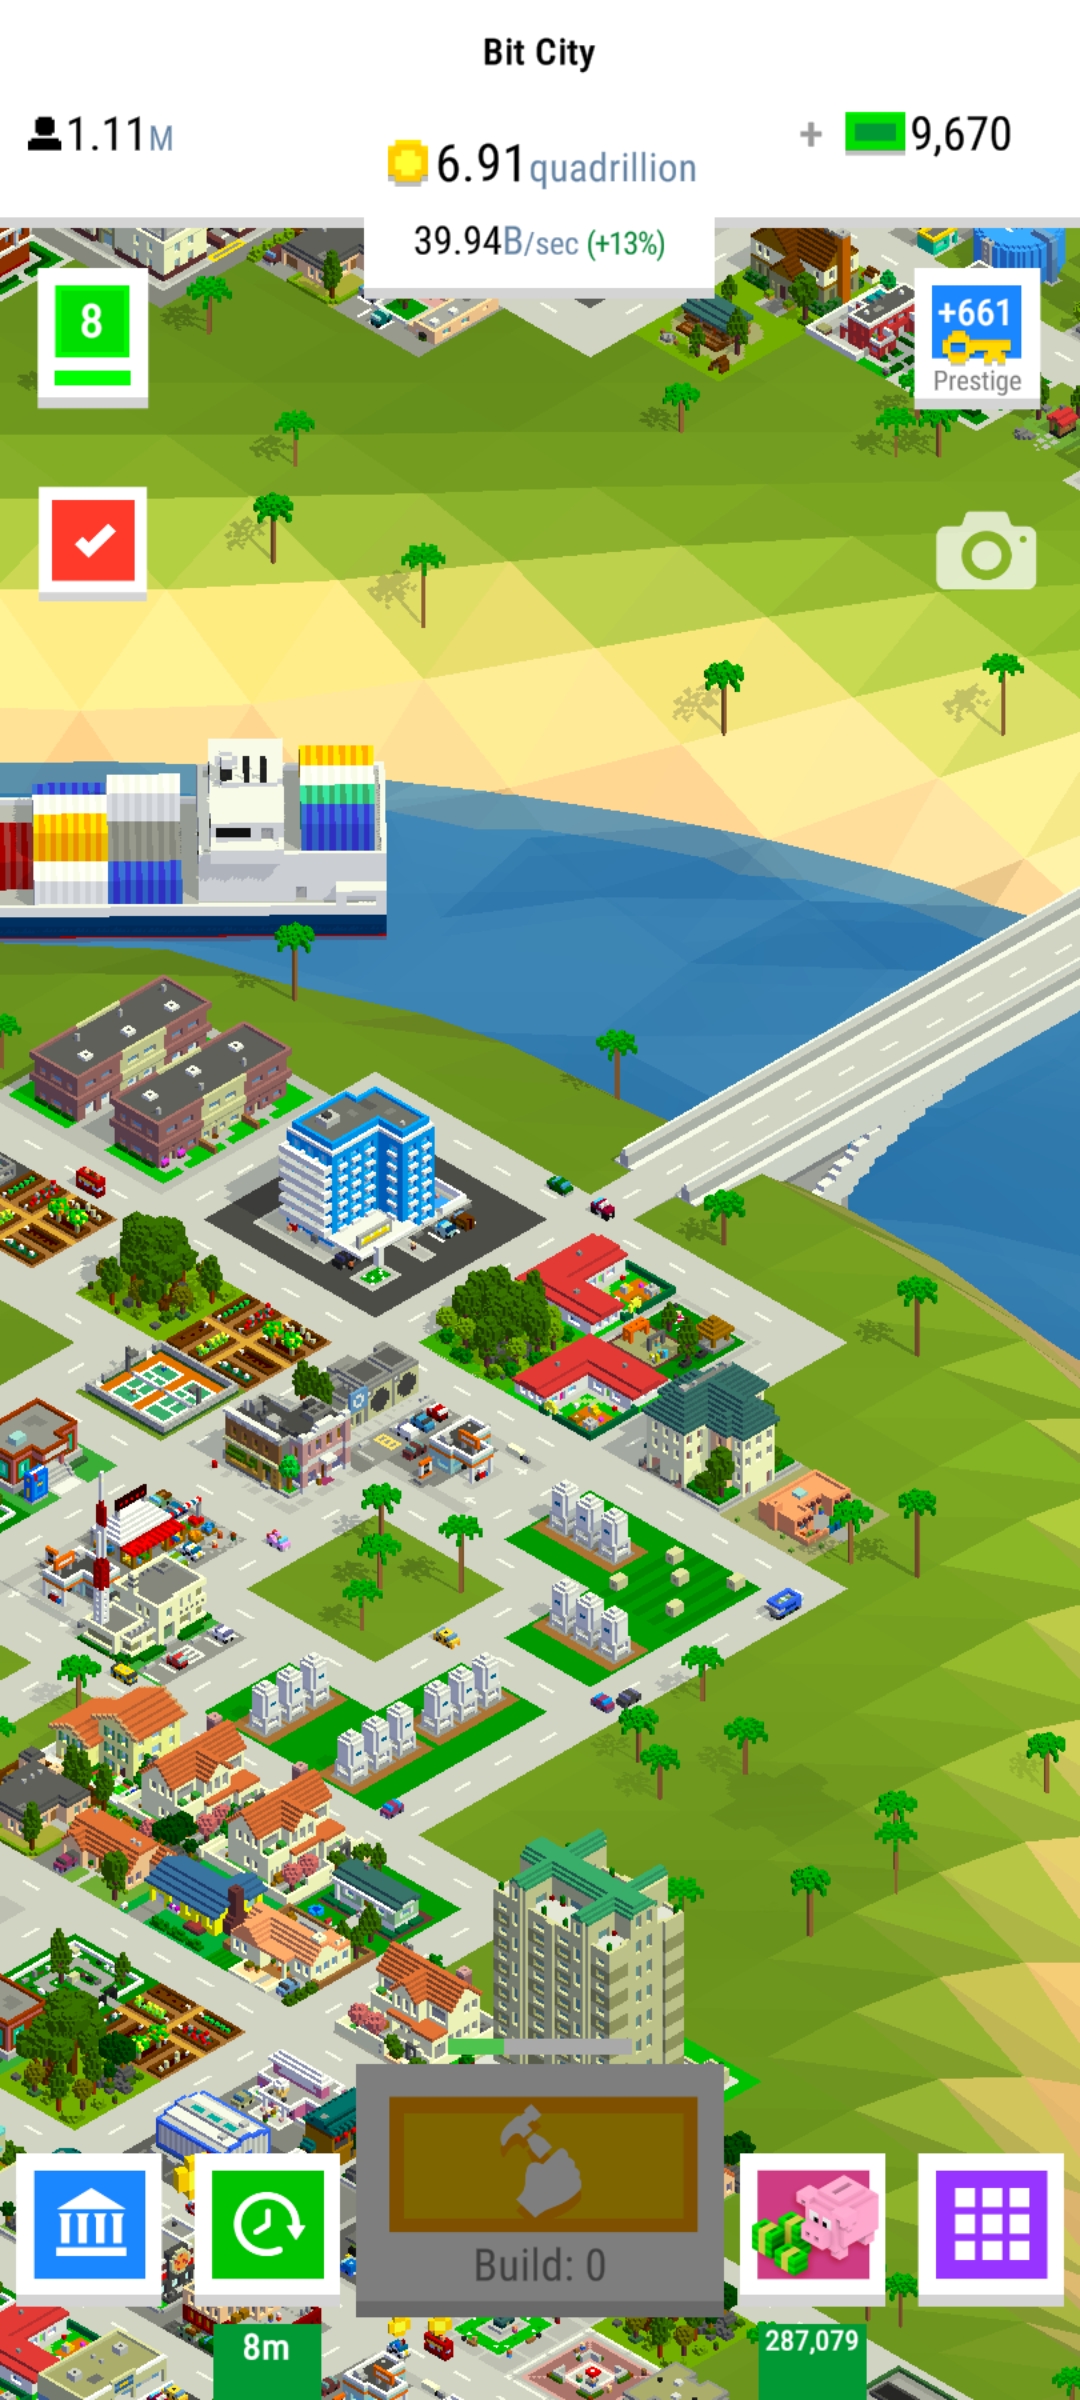 Bit City
1.11M
6.91quadrillion
+ 9,670
39.94B/sec (+13%)
8
+661
Prestige
Build: 0
8m
287,079